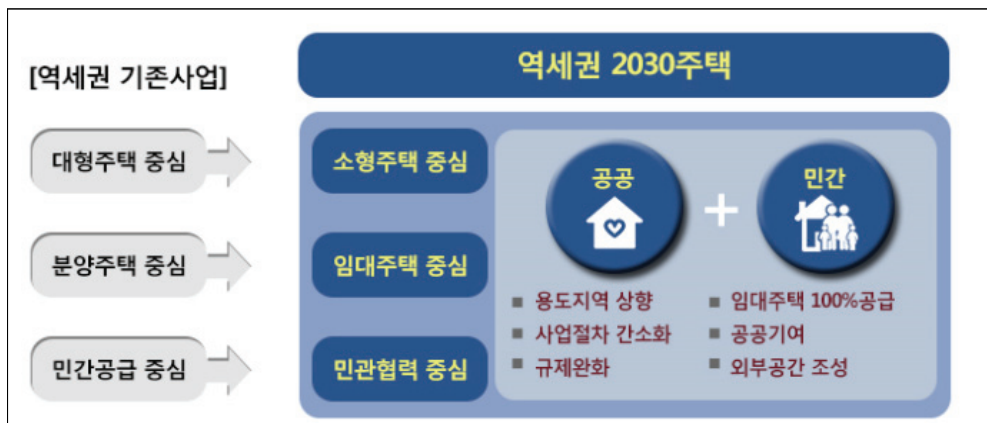 역세권 2030주택
[역세권 기존사업]
대형주택 중심
분양주택 중심
민간공급 중심
소형주택 중심
임대주택 중심
민관협력 중심
공공
+
민간
▪ 용도지역 상향
▪ 사업절차 간소화
▪ 규제완화
▪ 임대주택 100%공급
▪ 공공기여
▪ 외부공간 조성